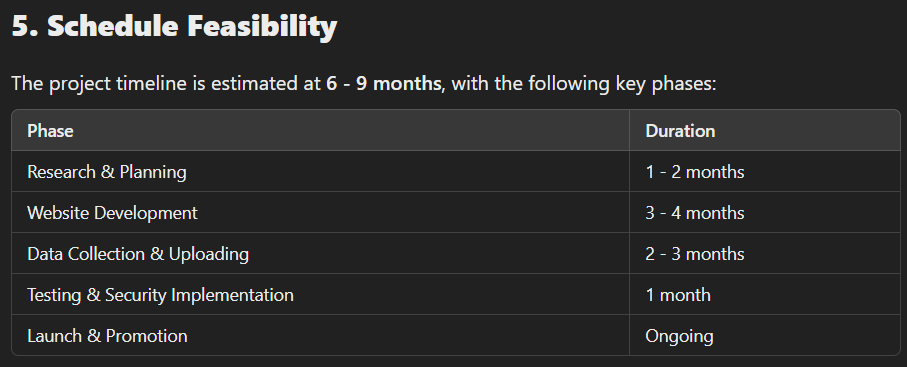 5. Schedule Feasibility
The project timeline is estimated at 6 - 9 months, with the following key phases:
Phase Duration
Research & Planning 1 - 2 months
Website Development 3 - 4 months
Data Collection & Uploading 2 - 3 months
Testing & Security Implementation 1 month
Launch & Promotion Ongoing